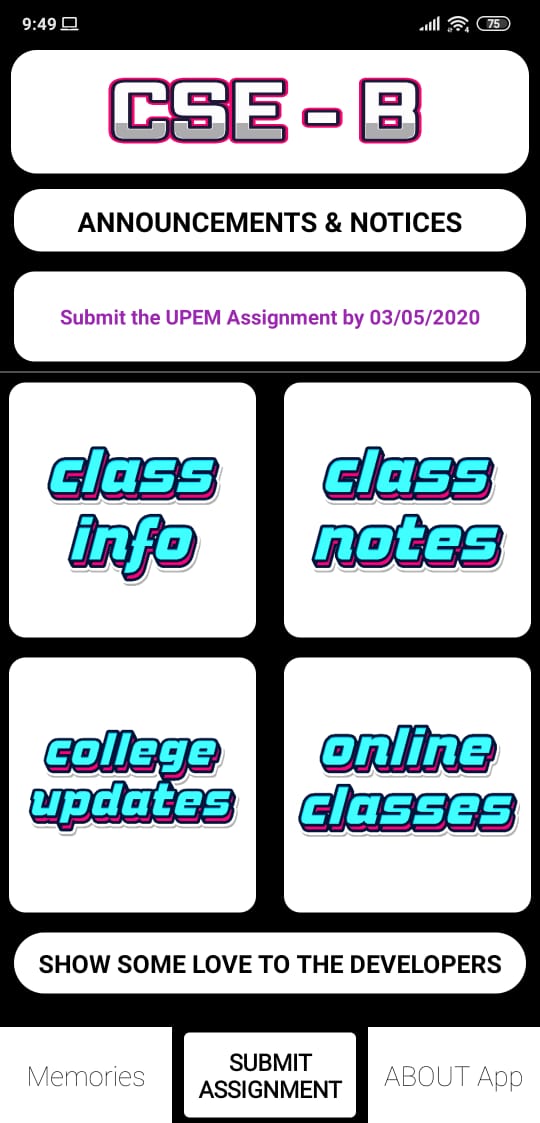 9:49
75
CSE - B
ANNOUNCEMENTS & NOTICES
Submit the UPEM Assignment by 03/05/2020
class
info
class
notes
college
updates
online
classes
SHOW SOME LOVE TO THE DEVELOPERS
Memories
SUBMIT
ASSIGNMENT
ABOUT App